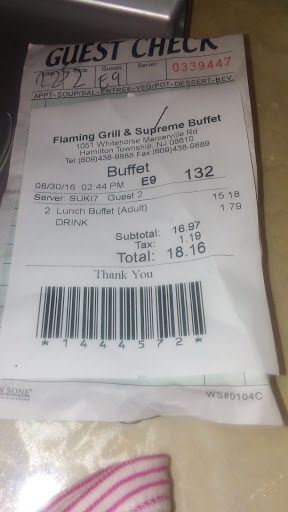 GUEST CHECK
Guests
Server
E9
0339447
APPT-SOUP/SAL-ENTREE-VEG/POT-DESSERT-BEV
Flaming Grill & Supreme Buffet
1051 Whitehorse Mercerville Rd
Hamilton Township, NJ 08610
Tel (609)438-9888 Fax (609)438-9889
Buffet
08/30/16 02:44 PM E9 132
Server: SUKI7 Guest 2
2 Lunch Buffet (Adult) 15.18
DRINK 1.79
Subtotal: 16.97
Tax: 1.19
Total: 18.16
Thank You
*1444572*
WS#0104C